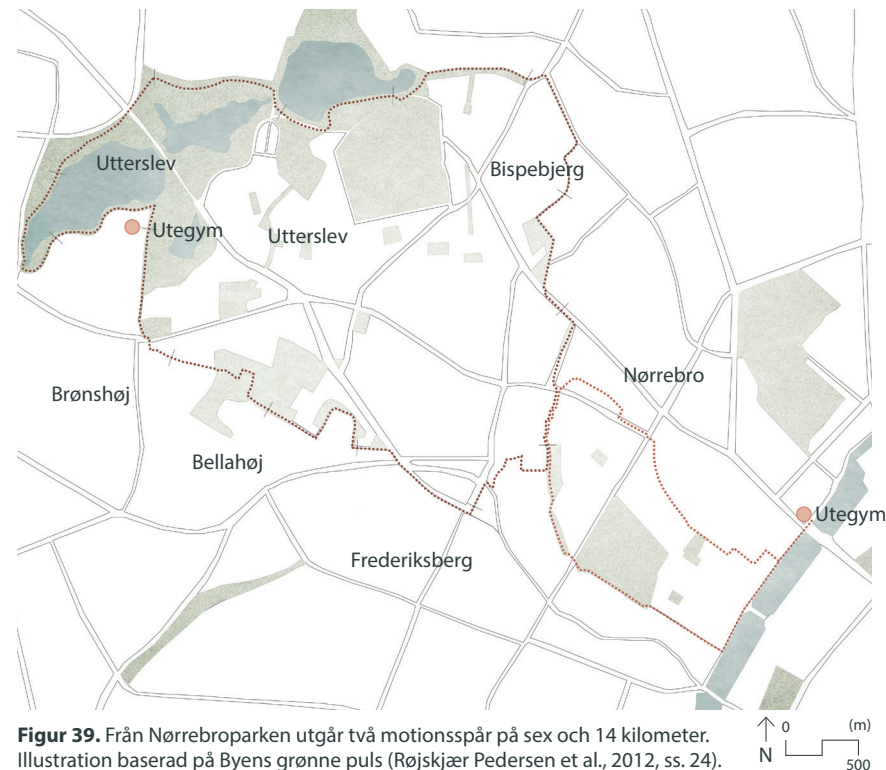 Utterslev
Bispebjerg
Utegym
Utterslev
Nørrebro
Brønshøj
Bellahøj
Utegym
Frederiksberg
Figur 39. Från Nørrebroparken utgår två motionsspår på sex och 14 kilometer.
Illustration baserad på Byens grønne puls (Røjskjær Pedersen et al., 2012, ss. 24).
N
0 (m)
500